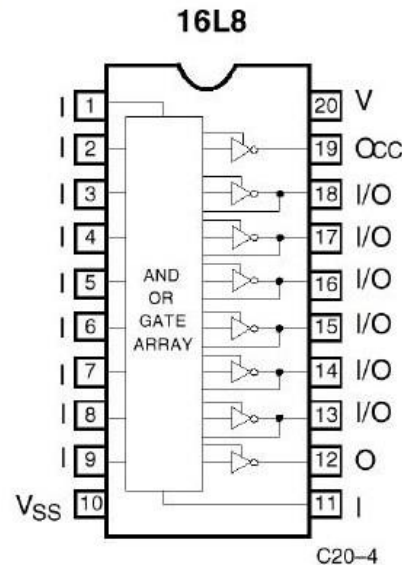 16L8
I 1 20 V
I 2 19 OCC
I 3 18 I/O
I 4 17 I/O
I 5 16 I/O
I 6 15 I/O
I 7 14 I/O
I 8 13 I/O
I 9 12 O
VSS 10 11 I
AND
OR
GATE
ARRAY
C20–4